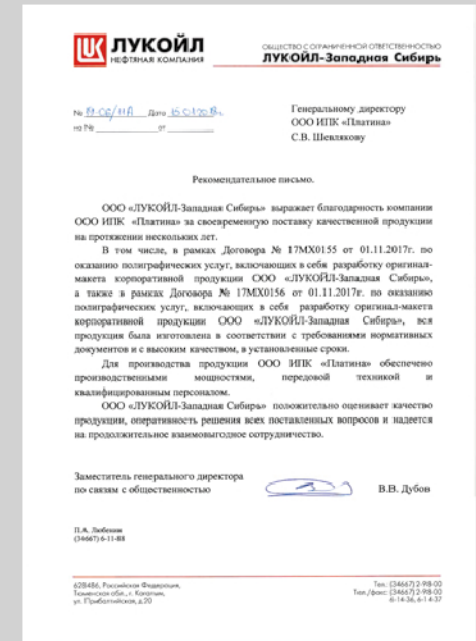 ЛУКОЙЛ
НЕФТЯНАЯ КОМПАНИЯ
ОБЩЕСТВО С ОГРАНИЧЕННОЙ ОТВЕТСТВЕННОСТЬЮ
ЛУКОЙЛ-Западная Сибирь
№ Дата
на № от
Генеральному директору
ООО ИПК «Платина»
С.В. Шевлякову
Рекомендательное письмо.
ООО «ЛУКОЙЛ-Западная Сибирь» выражает благодарность компании
ООО ИПК «Платина» за своевременную поставку качественной продукции
на протяжении нескольких лет.
В том числе, в рамках Договора № 17МХ0155 от 01.11.2017г. по
оказанию полиграфических услуг, включающих в себя разработку оригинал-
макета корпоративной продукции ООО «ЛУКОЙЛ-Западная Сибирь»,
а также в рамках Договора № 17МХ0156 от 01.11.2017г. по оказанию
полиграфических услуг, включающих в себя разработку оригинал-макета
корпоративной продукции ООО «ЛУКОЙЛ-Западная Сибирь», вся
продукция была изготовлена в соответствии с требованиями нормативных
документов и с высоким качеством, в установленные сроки.
Для производства продукции ООО ИПК «Платина» обеспечено
производственными мощностями, передовой техникой и
квалифицированным персоналом.
ООО «ЛУКОЙЛ-Западная Сибирь» положительно оценивает качество
продукции, оперативность решения всех поставленных вопросов и надеется
на продолжительное взаимовыгодное сотрудничество.
Заместитель генерального директора
по связям с общественностью
В.В. Дубов
(34667) 6-11-88
628486, Российская Федерация,
Тюменская обл., г. Когалым,
ул. Прибалтийская, д.20
Тел.: (34667) 2-98-00
Тел./факс: (34667) 2-98-00
6-14-36, 6-14-37